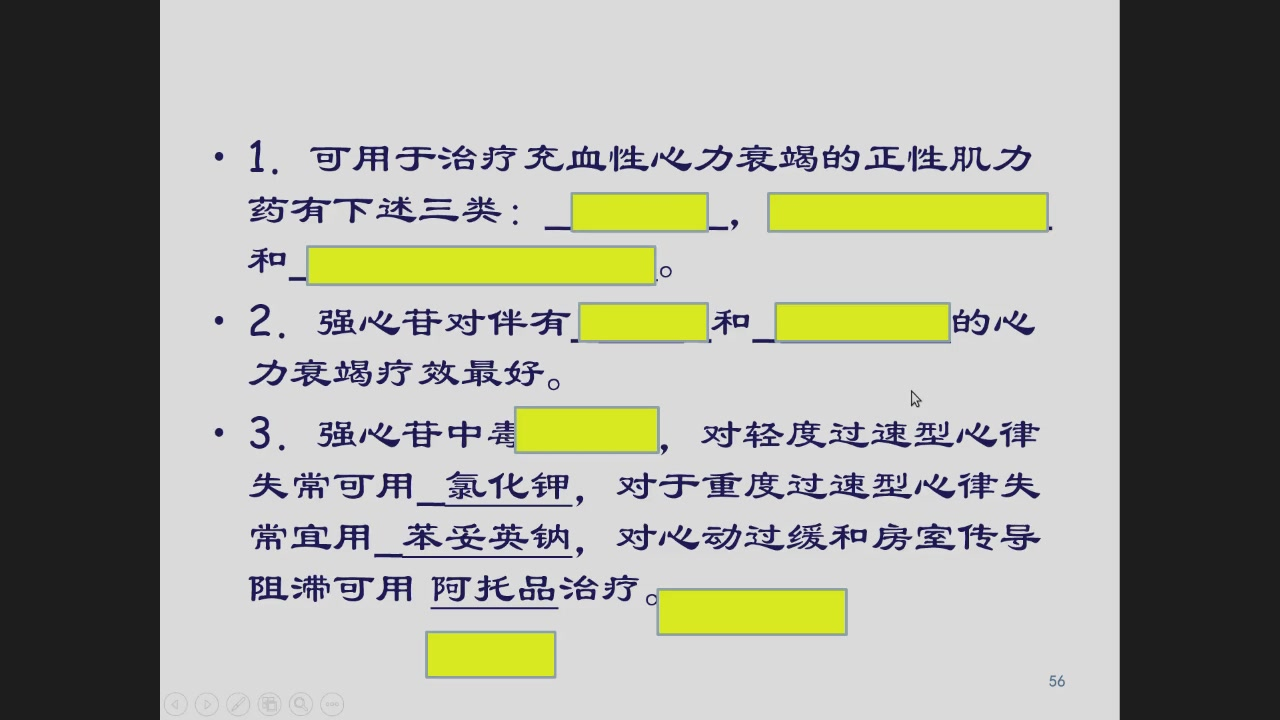 • 1. 可用于治疗充血性心力衰竭的正性肌力
药有下述三类：_ _，
和_ 。
• 2. 强心苷对伴有 和_ 的心
力衰竭疗效最好。
• 3. 强心苷中毒 ，对轻度过速型心律
失常可用_氯化钾，对于重度过速型心律失
常宜用_苯妥英钠，对心动过缓和房室传导
阻滞可用 阿托品治疗。
56